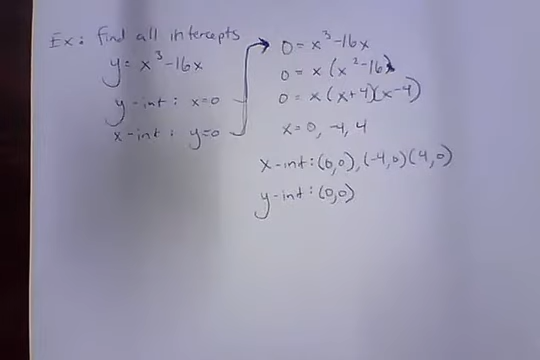 Ex: find all intercepts
y = x³ - 16x
y-int: x=0
x-int: y=0
0 = x³ - 16x
0 = x(x² - 16)
0 = x(x+4)(x-4)
x = 0, -4, 4
x-int: (0,0), (-4,0) (4,0)
y-int: (0,0)